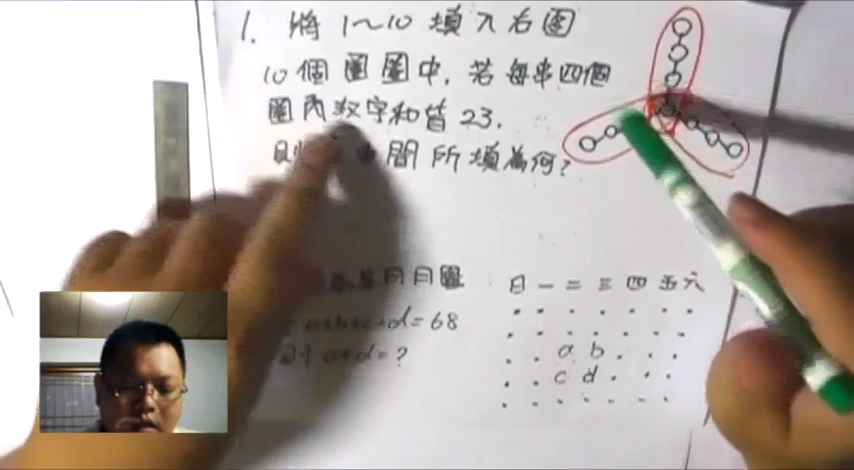 1. 將 1~10 填入右圖
10個圓圈中, 若每串四個
圈內數字和皆 23.
間所填為何?
月月曆
日一二三四五六
a+b+c+d=68
a+d=?
a b
c d